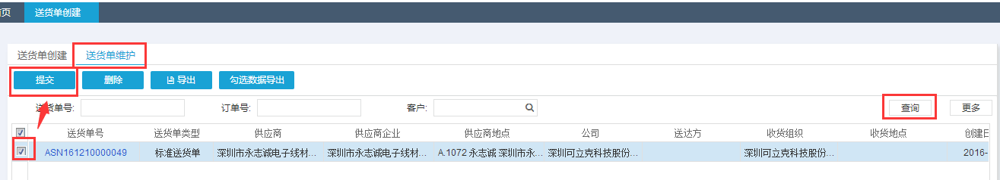 首页 送货单创建
送货单创建 送货单维护
提交 删除 导出 勾选数据导出
送货单号: 订单号: 客户: 查询 更多
送货单号 送货单类型 供应商 供应商企业 供应商地点 公司 送达方 收货组织 收货地点 创建日
ASN161210000049 标准送货单 深圳市永志诚电子线材... 深圳市永志诚电子线材... A.1072 永志诚 深圳市永... 深圳可立克科技股份... 深圳可立克科技股份... 2016-